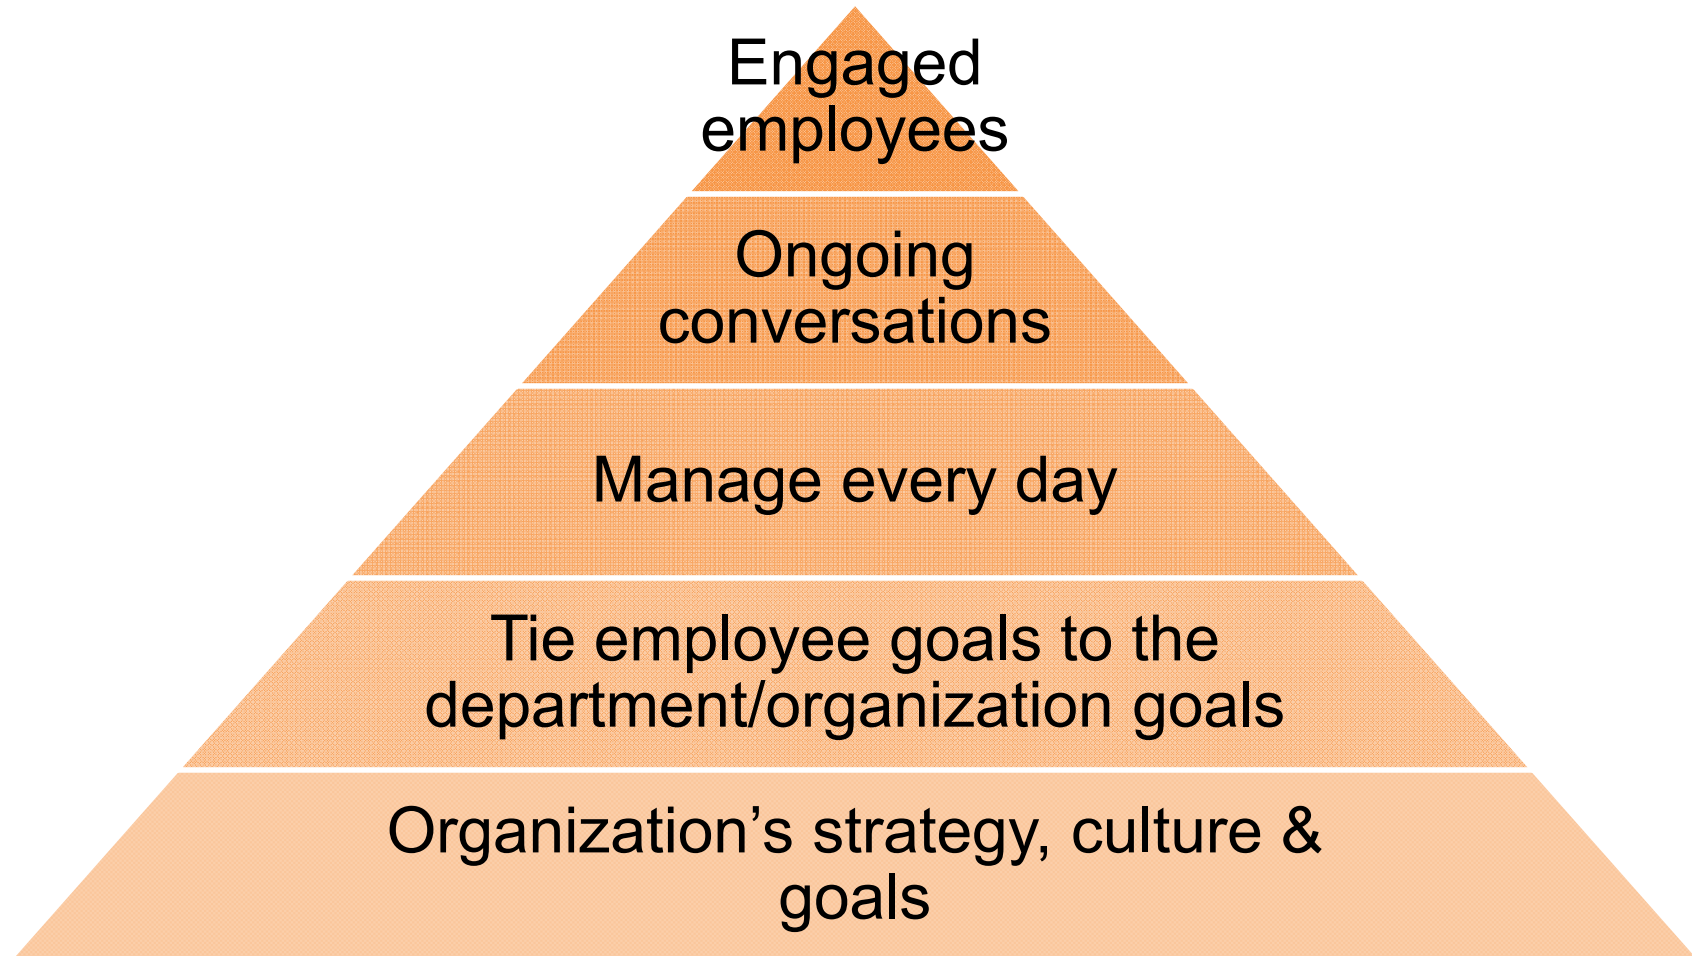 Engaged
employees
Ongoing
conversations
Manage every day
Tie employee goals to the
department/organization goals
Organization’s strategy, culture &
goals